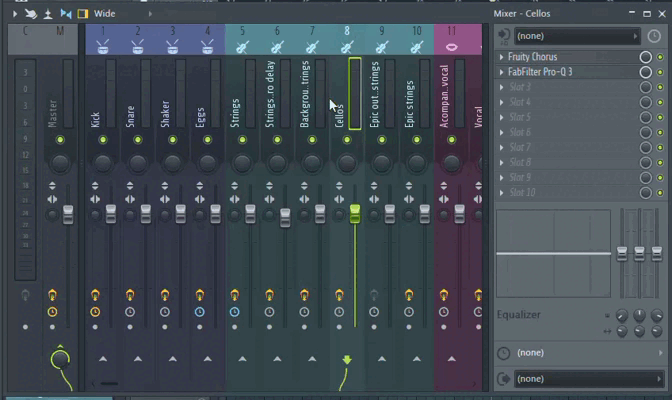 Wide
Mixer - Cellos
C M 1 2 3 4 5 6 7 8 9 10 11
(none)
Fruity Chorus
FabFilter Pro-Q 3
Slot 3
Slot 4
Slot 5
Slot 6
Slot 7
Slot 8
Slot 9
Slot 10
Master
Kick
Snare
Shaker
Eggs
Strings
Strings..ro delay
Backgrou..trings
Cellos
Epic out..strings
Epic strings
Acompan..vocal
Vocal
Equalizer
(none)
(none)